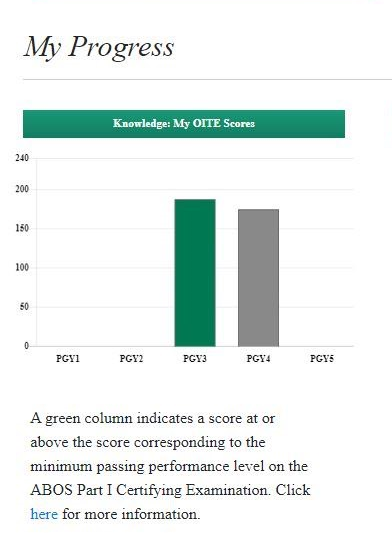 My Progress
Knowledge: My OITE Scores
240
200
150
100
50
0
PGY1 PGY2 PGY3 PGY4 PGY5
A green column indicates a score at or
above the score corresponding to the
minimum passing performance level on the
ABOS Part I Certifying Examination. Click
here for more information.